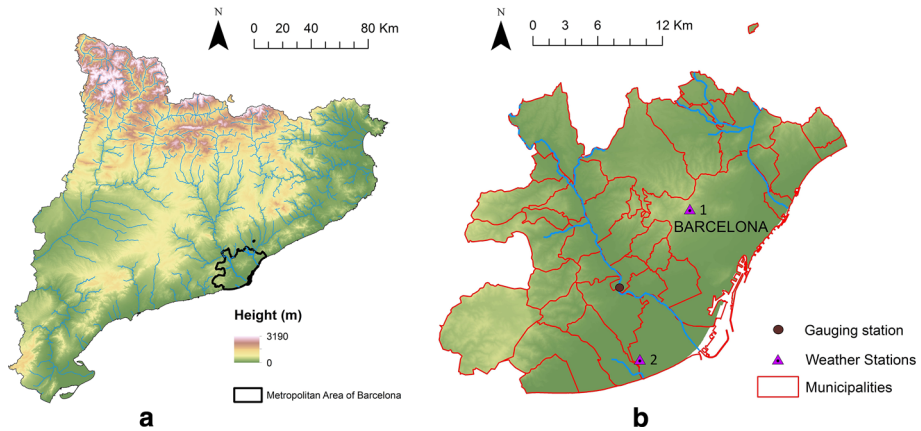 N
0 20 40 80 Km
Height (m)
3190
0
Metropolitan Area of Barcelona
a
N
0 3 6 12 Km
1
BARCELONA
2
Gauging station
Weather Stations
Municipalities
b